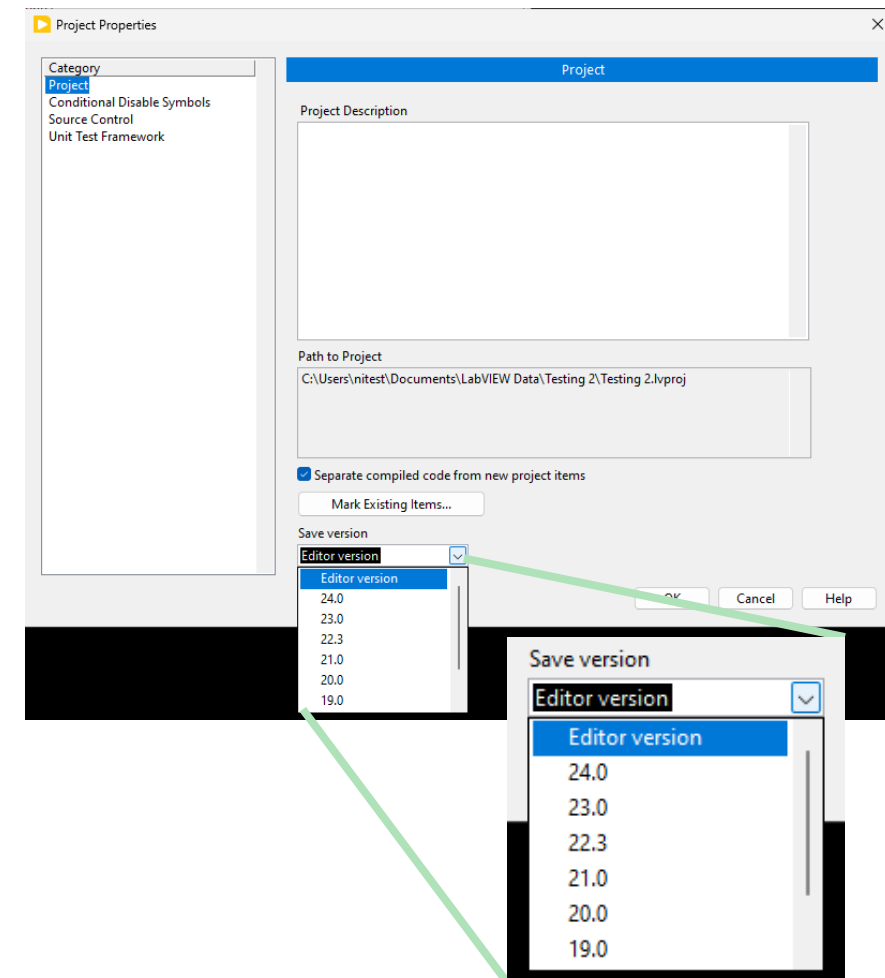 Project Properties
Category
Project
Conditional Disable Symbols
Source Control
Unit Test Framework
Project
Project Description
Path to Project
C:\Users\nitest\Documents\LabVIEW Data\Testing 2\Testing 2.lvproj
Separate compiled code from new project items
Mark Existing Items...
Save version
Editor version
Editor version
24.0
23.0
22.3
21.0
20.0
19.0
OK
Cancel
Help
Save version
Editor version
Editor version
24.0
23.0
22.3
21.0
20.0
19.0